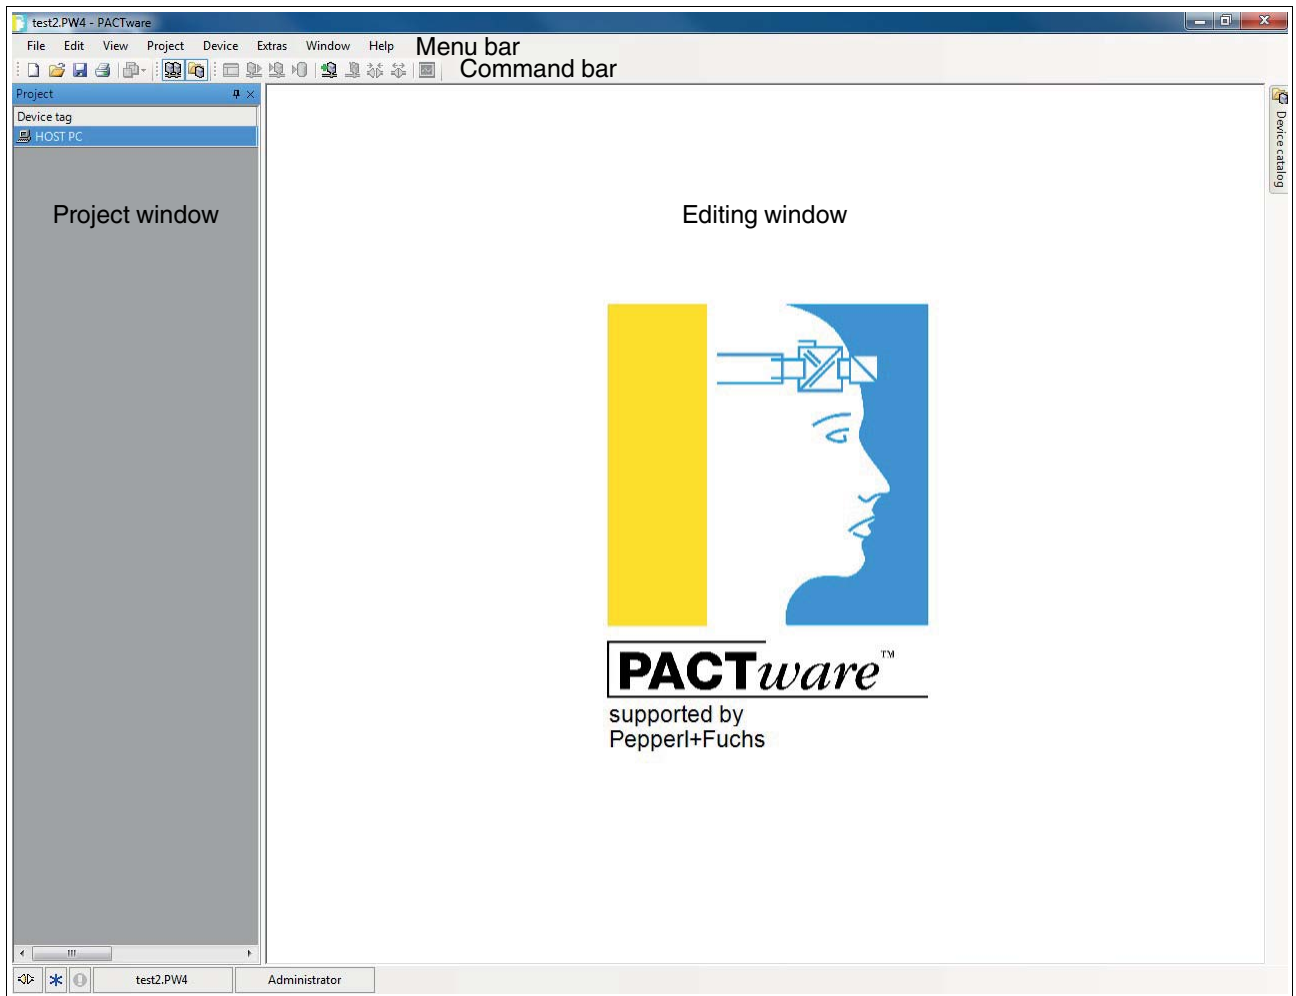 test2.PW4 - PACTware
File Edit View Project Device Extras Window Help Menu bar
Command bar
Project
Device tag
HOST PC
Device catalog
Project window
Editing window
PACTware™
supported by
Pepperl+Fuchs
test2.PW4
Administrator